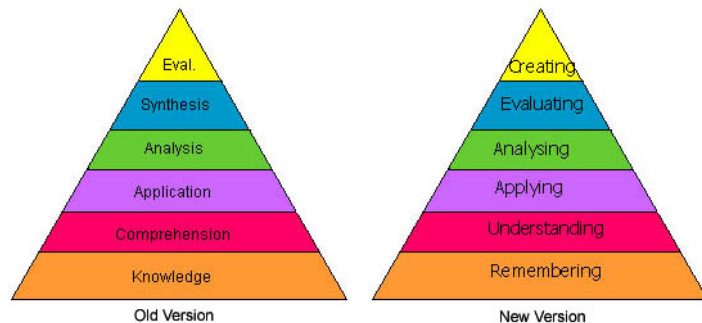 Eval.
Synthesis
Analysis
Application
Comprehension
Knowledge
Old Version
Creating
Evaluating
Analysing
Applying
Understanding
Remembering
New Version